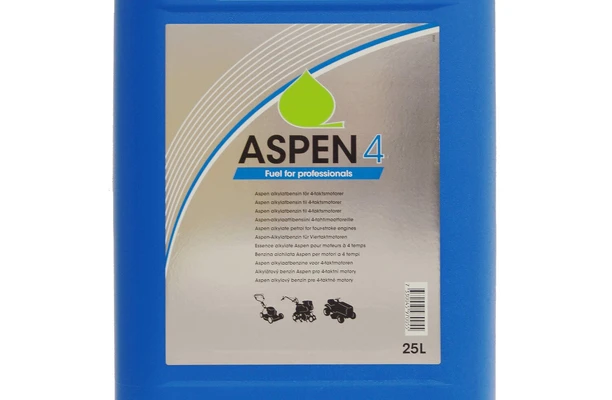 ASPEN 4
Fuel for professionals
Aspen alkylatbensin för 4-taktsmotorer
Aspen alkylatbensin til 4-taktsmotorer
Aspen alkylatbensin til 4-taktsmotorer
Aspen-alkylaattibensiini 4-tahtimoottoreille
Aspen alkylate petrol for four-stroke engines
Aspen-Alkylatbenzin für Viertaktmotoren
Essence alkylate Aspen pour moteurs à 4 temps
Benzina alchilata Aspen per motori a 4 tempi
Aspen alkylaatbenzine voor 4-taktmotoren
Alkylátový benzin Aspen pro 4-taktní motory
Aspen alkylový benzín pre 4-taktné motory
25L